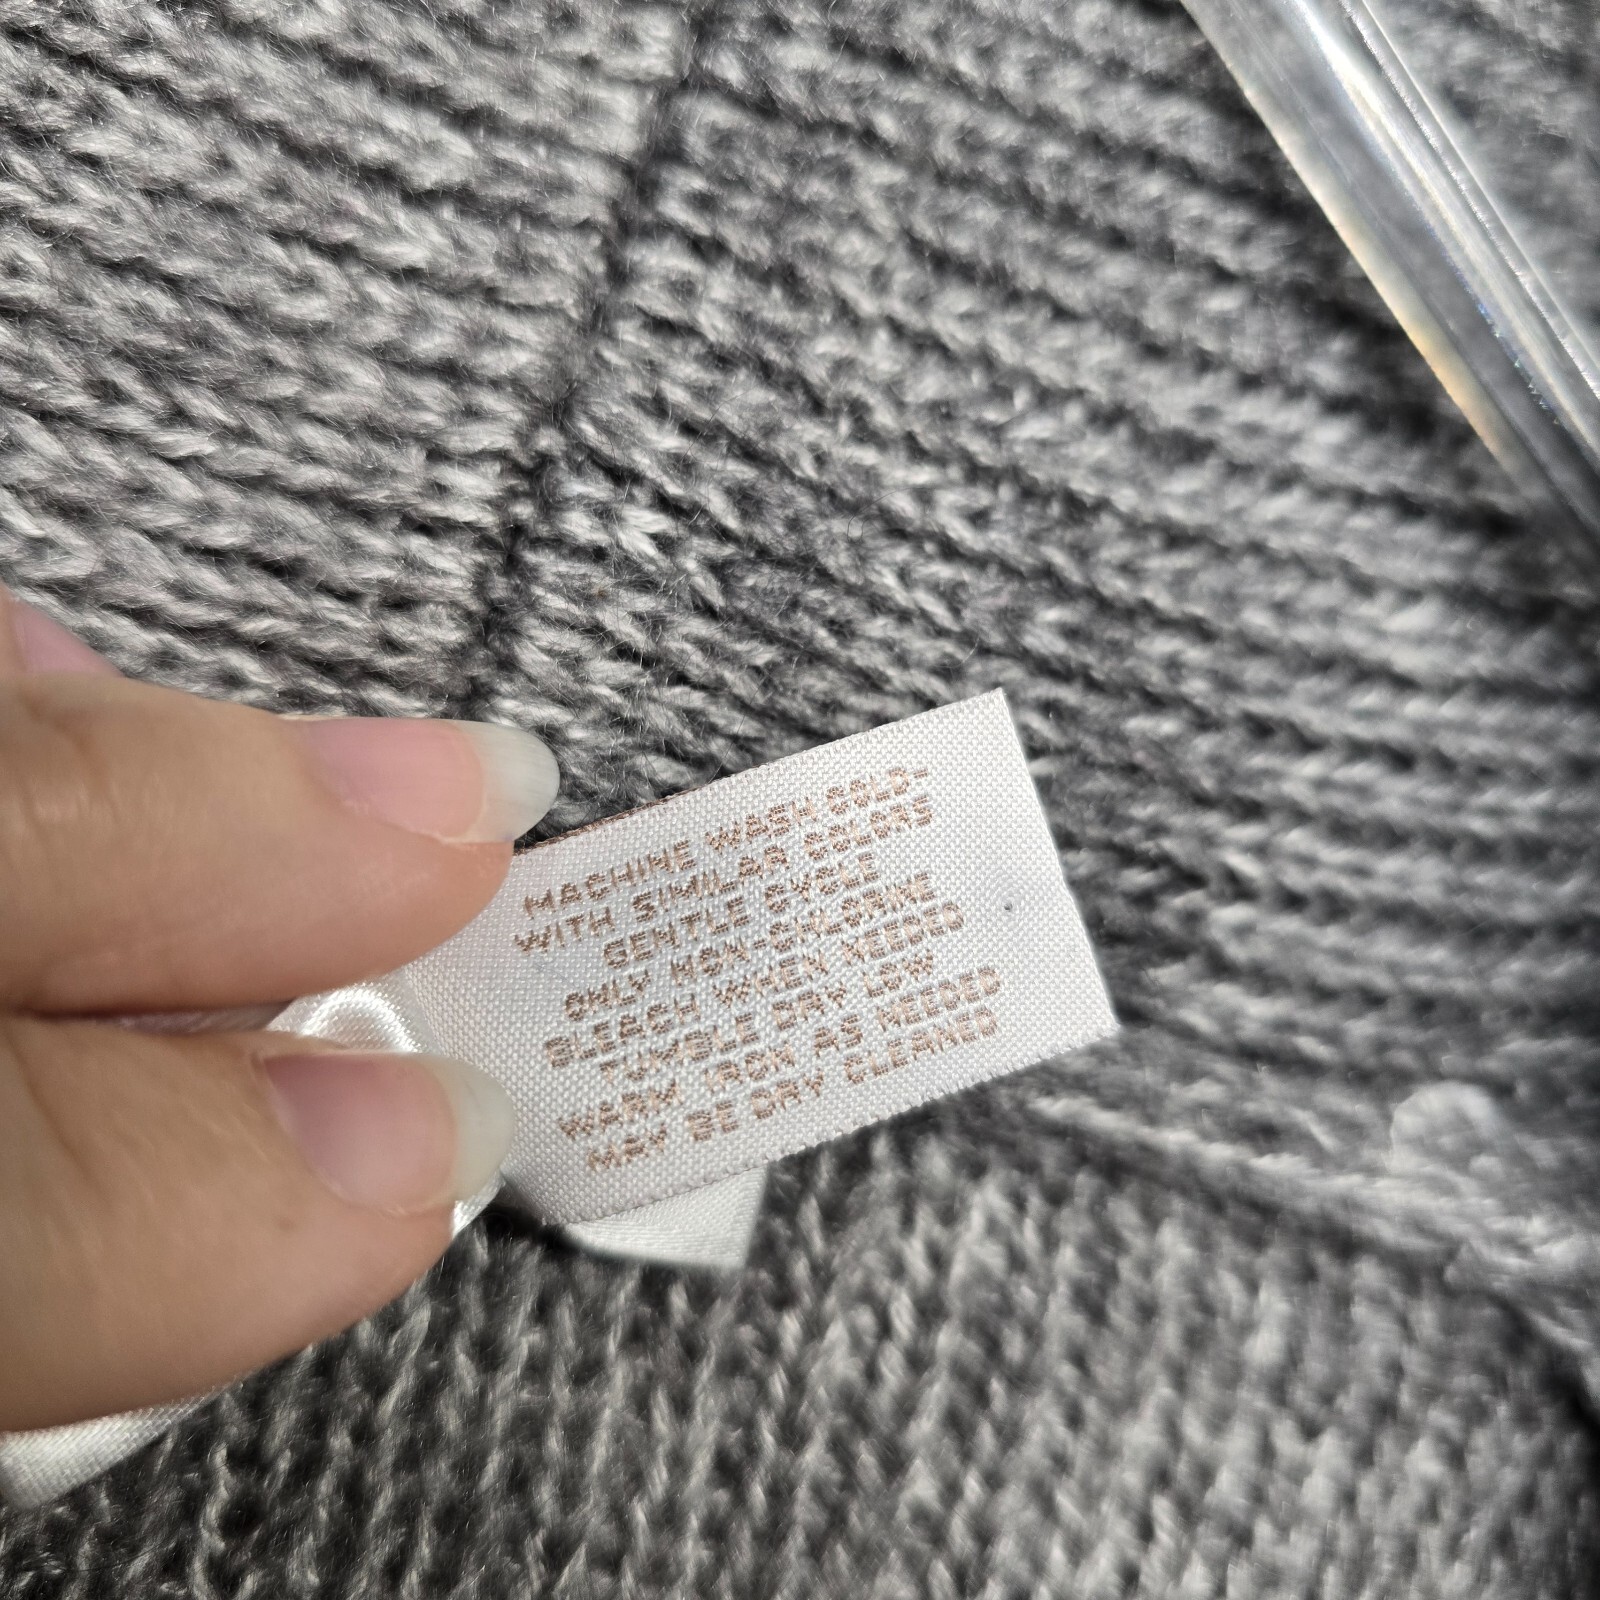 MACHINE WASH COLD-
WITH SIMILAR COLORS
GENTLE CYCLE
ONLY NON-CHLORINE
BLEACH WHEN NEEDED
TUMBLE DRY LOW
WARM IRON AS NEEDED
MAY BE DRY CLEANED